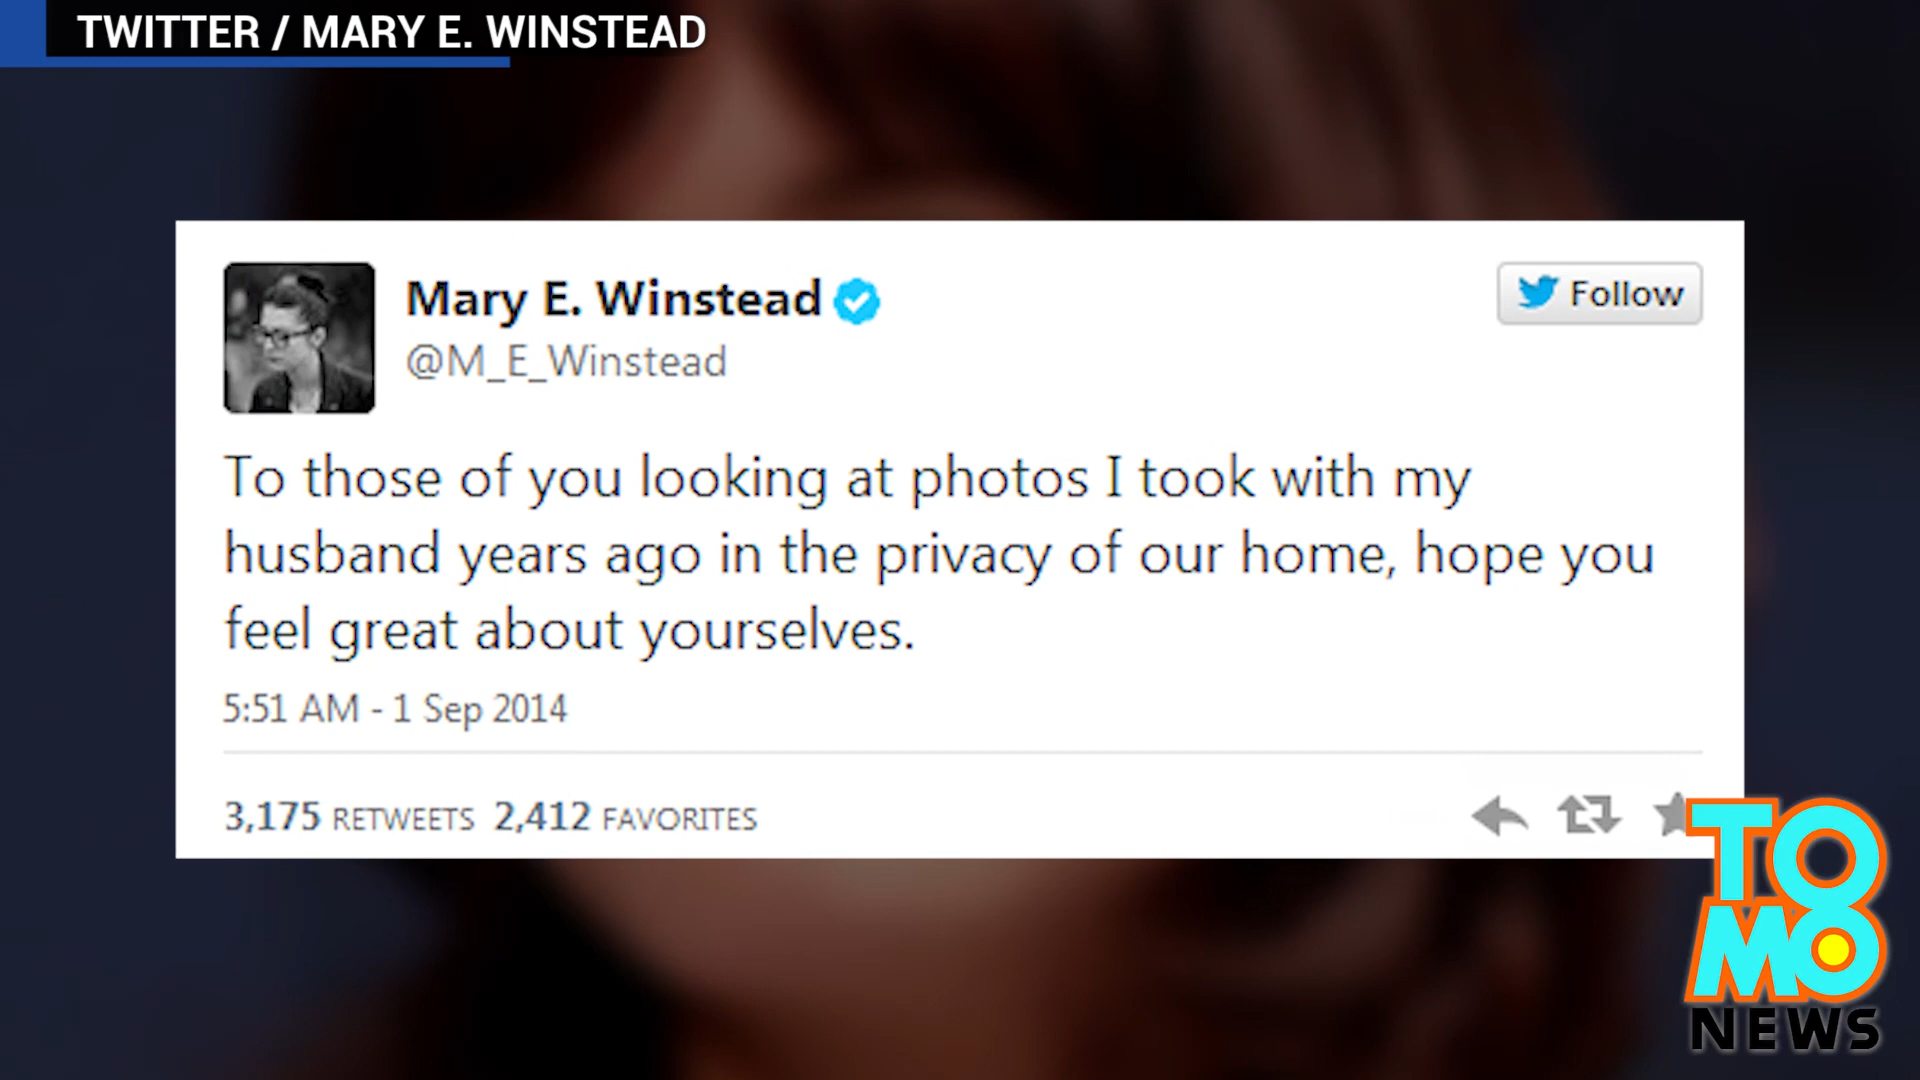 TWITTER / MARY E. WINSTEAD
Mary E. Winstead
@M_E_Winstead
Follow
To those of you looking at photos I took with my
husband years ago in the privacy of our home, hope you
feel great about yourselves.
5:51 AM - 1 Sep 2014
3,175 RETWEETS 2,412 FAVORITES
TOMO
NEWS